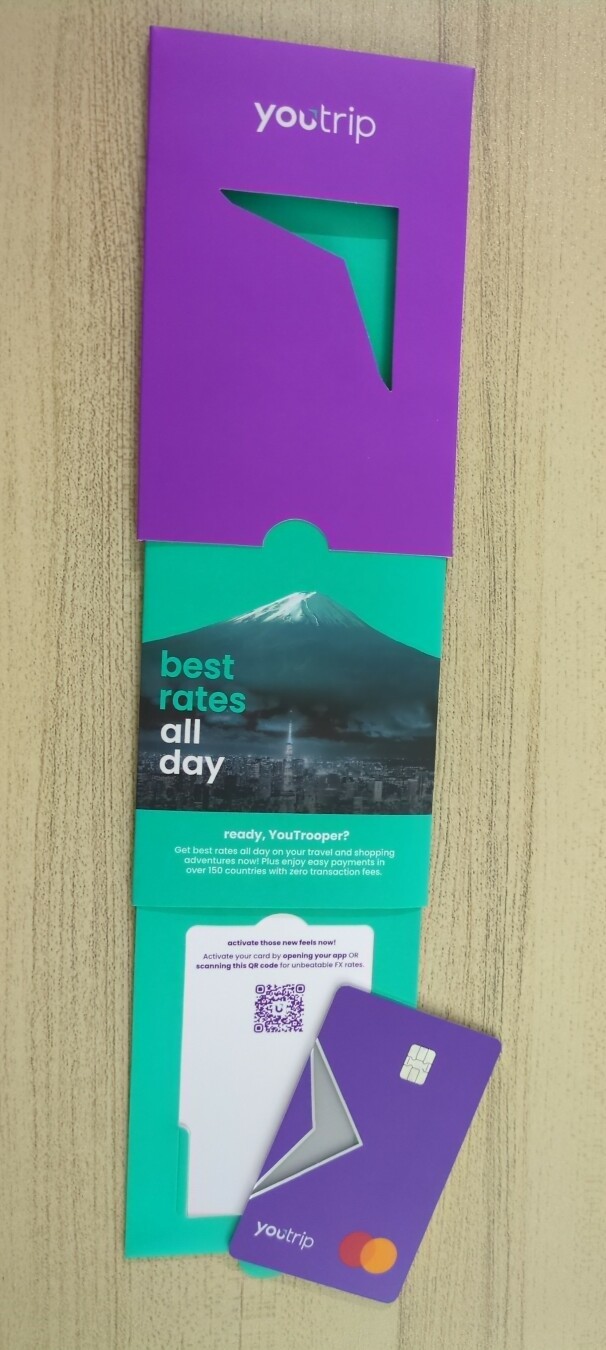 youtrip
best
rates
all
day
ready, YouTrooper?
Get best rates all day on your travel and shopping
adventures now! Plus enjoy easy payments in
over 150 countries with zero transaction fees.
activate those new feels now!
Activate your card by opening your app OR
scanning this QR code for unbeatable FX rates.
youtrip